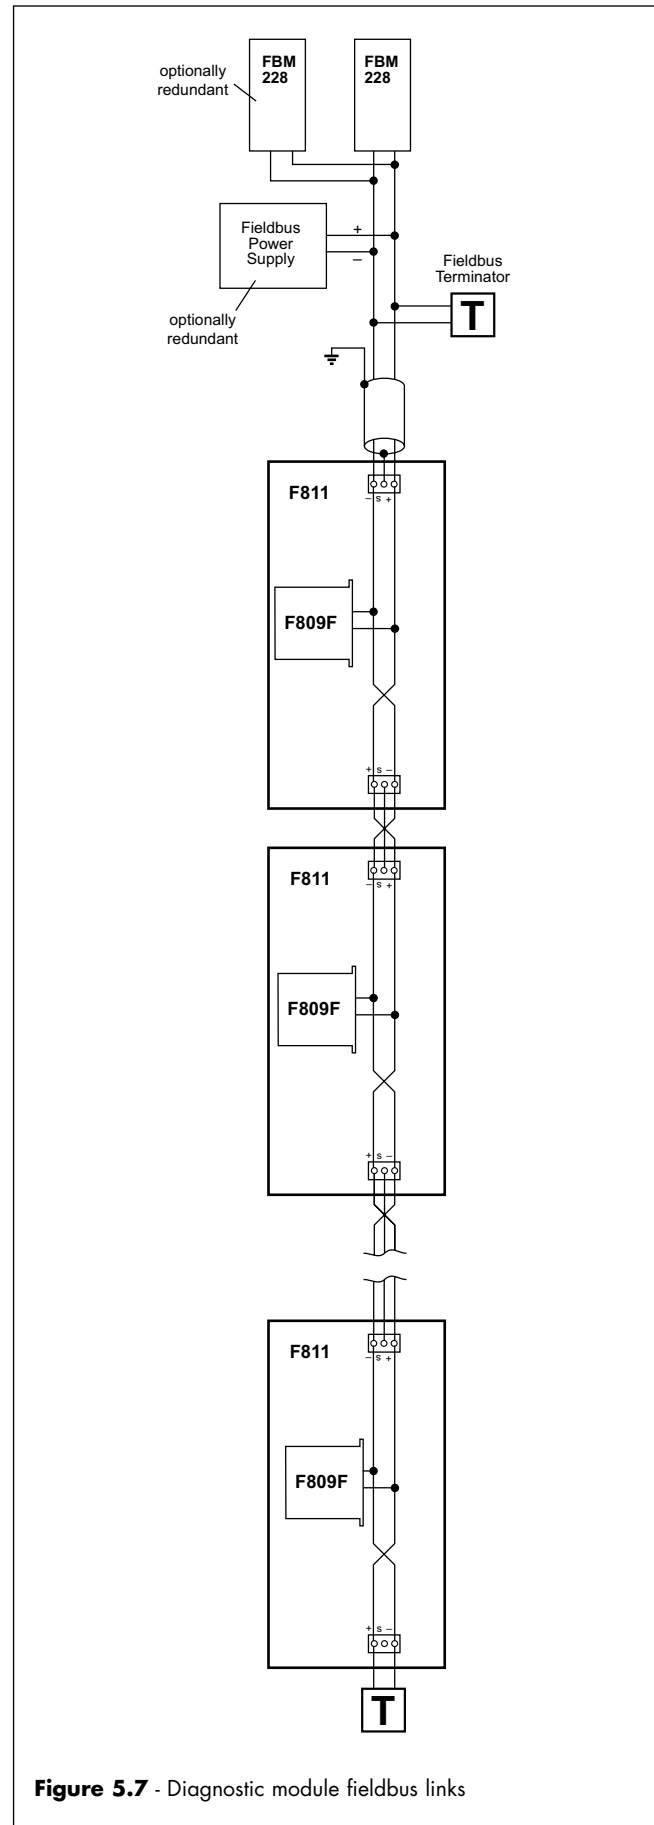 optionally
redundant
FBM
228
FBM
228
Fieldbus
Power
Supply
+
–
optionally
redundant
Fieldbus
Terminator
T
F811
– S +
F809F
+ S –
F811
– S +
F809F
+ S –
F811
– S +
F809F
+ S –
T
Figure 5.7 - Diagnostic module fieldbus links